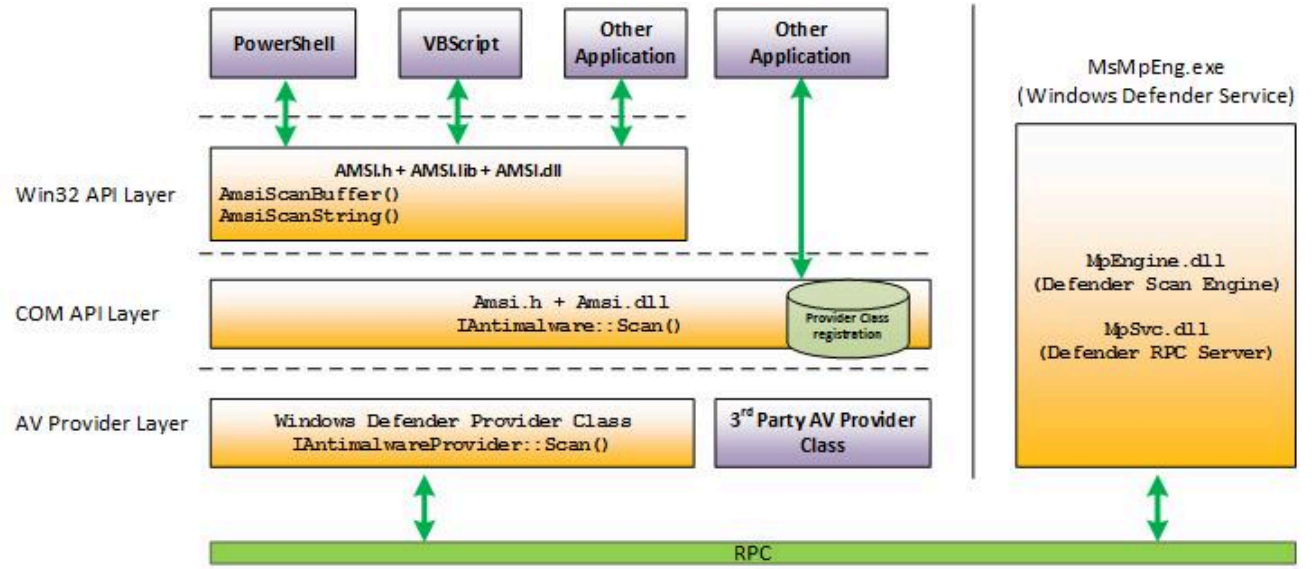 PowerShell
VBScript
Other
Application
Other
Application
MsMpEng.exe
(Windows Defender Service)
Win32 API Layer
AMSI.h + AMSI.lib + AMSI.dll
AmsiScanBuffer()
AmsiScanString()
COM API Layer
Amsi.h + Amsi.dll
IAntimalware::Scan()
Provider Class
registration
MpEngine.dll
(Defender Scan Engine)
MpSvc.dll
(Defender RPC Server)
AV Provider Layer
Windows Defender Provider Class
IAntimalwareProvider::Scan()
3rd Party AV Provider
Class
RPC